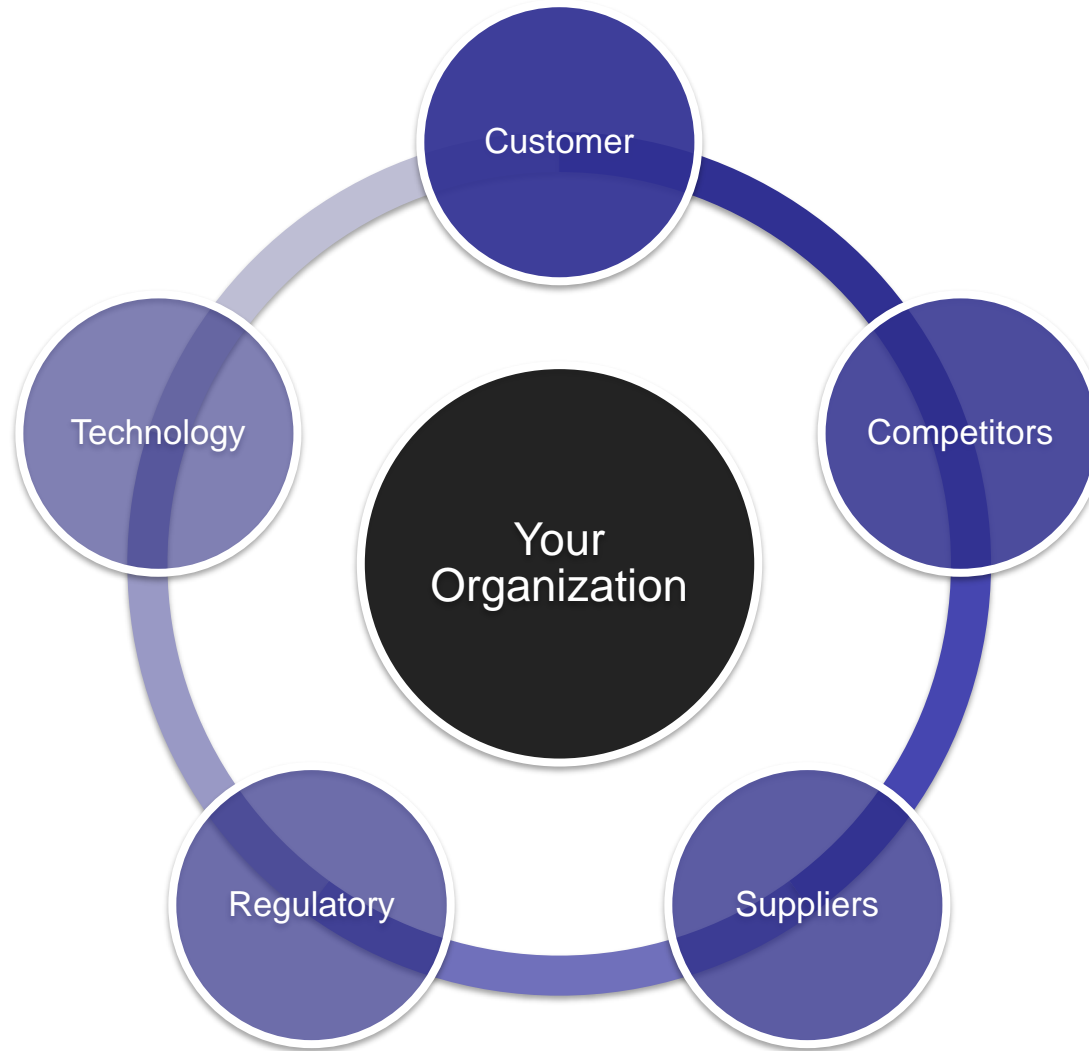 Customer
Technology
Competitors
Your
Organization
Regulatory
Suppliers